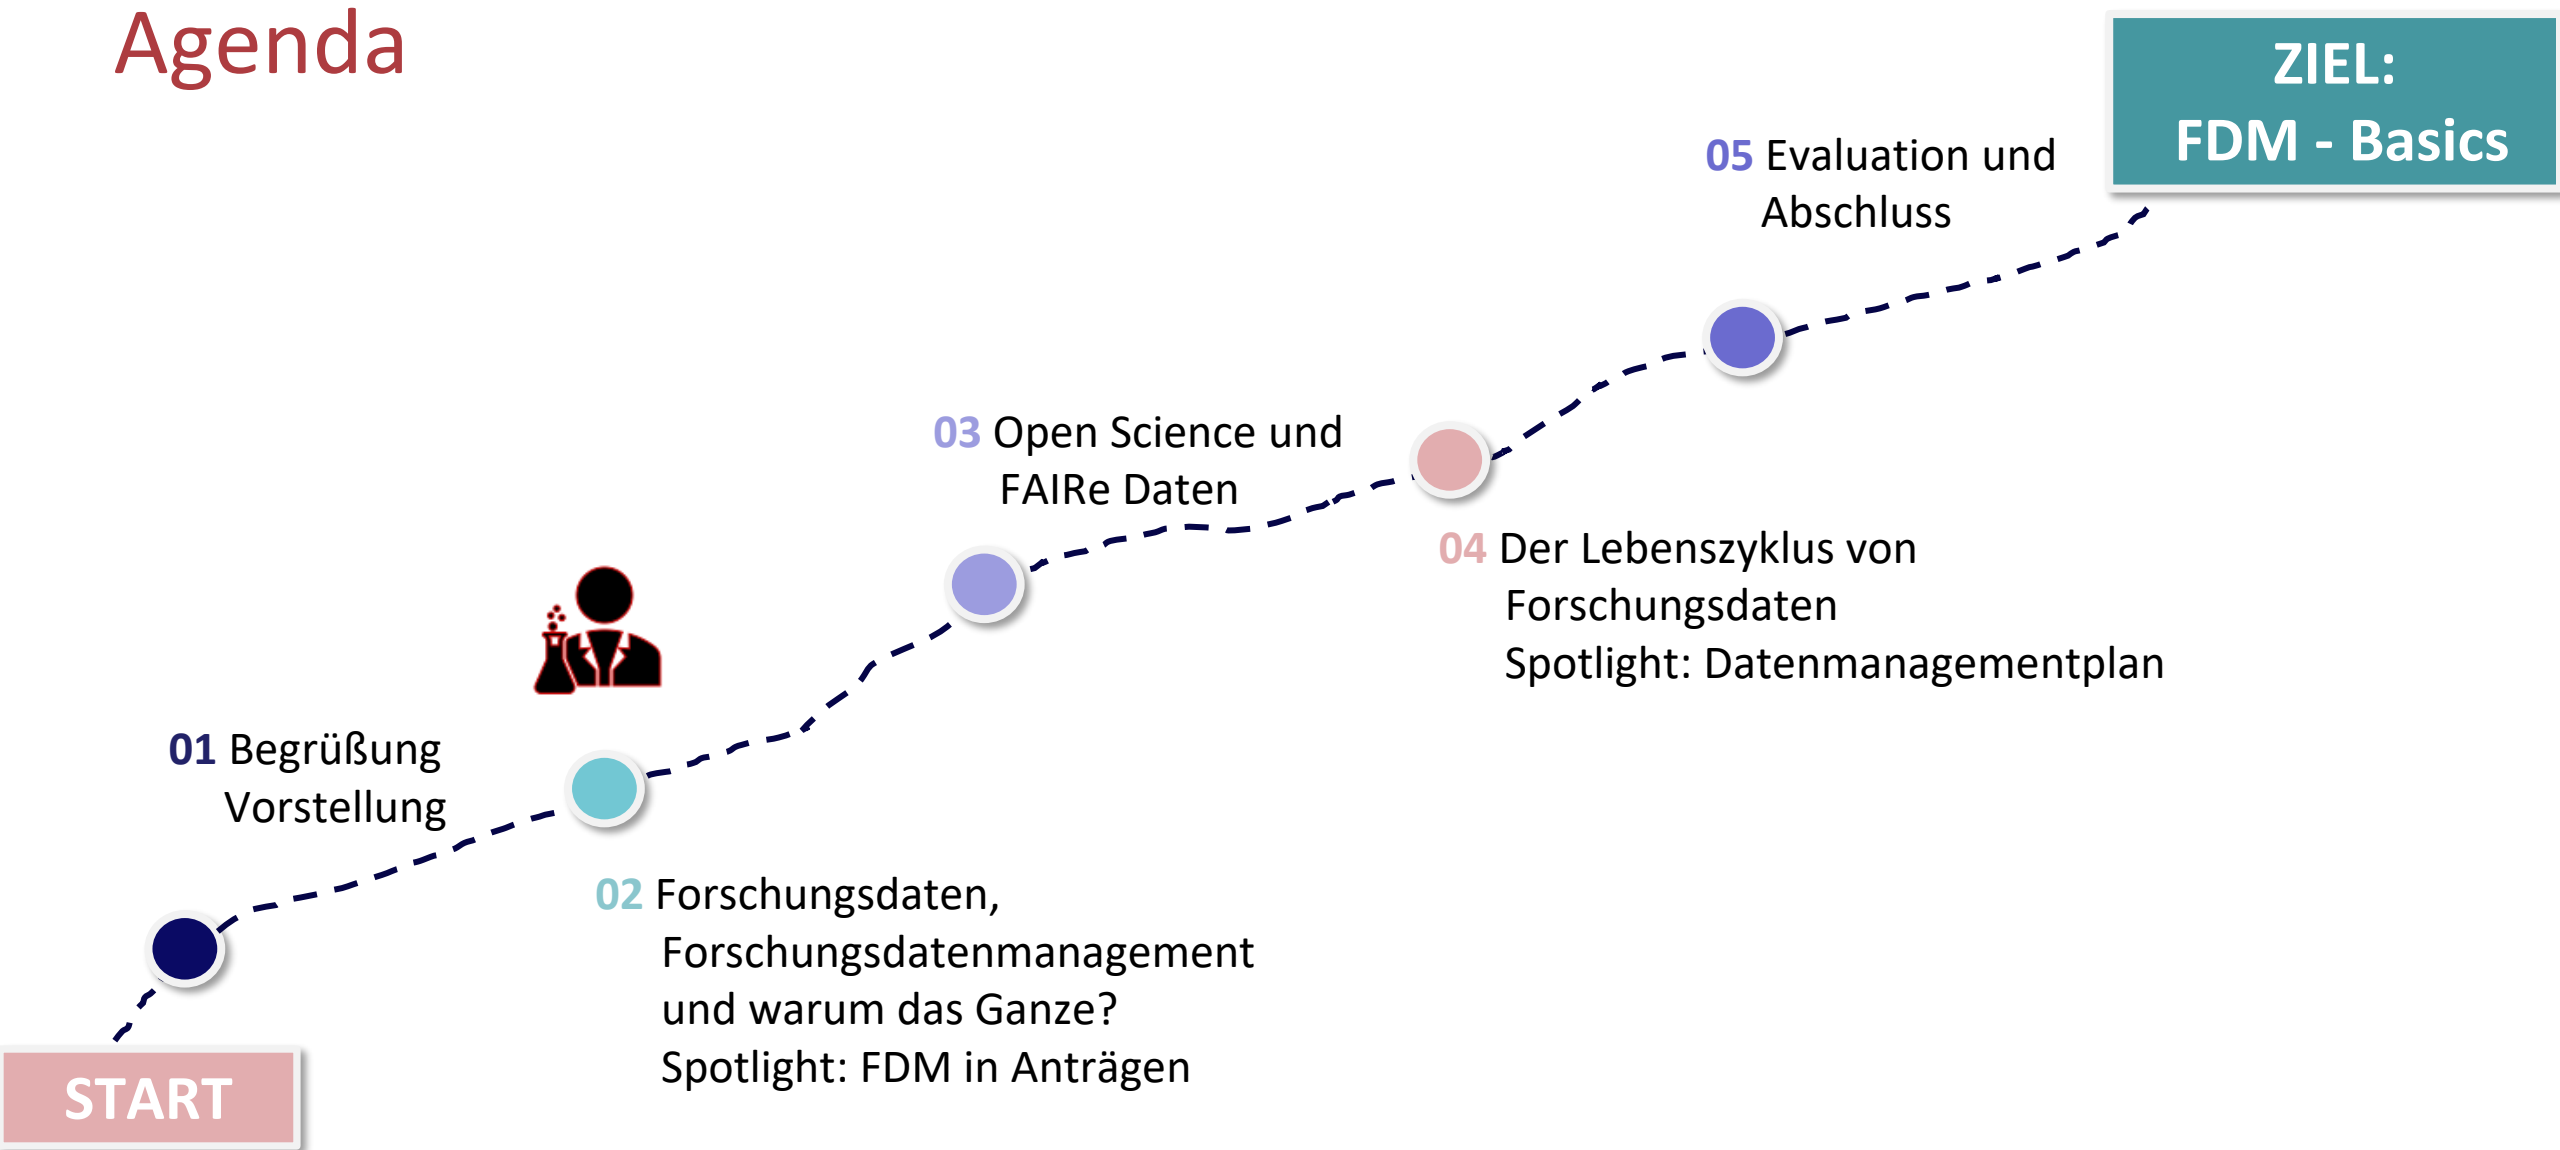 Agenda
ZIEL:
FDM - Basics
05 Evaluation und
Abschluss
03 Open Science und
FAIRe Daten
04 Der Lebenszyklus von
Forschungsdaten
Spotlight: Datenmanagementplan
01 Begrüßung
Vorstellung
02 Forschungsdaten,
Forschungsdatenmanagement
und warum das Ganze?
Spotlight: FDM in Anträgen
START